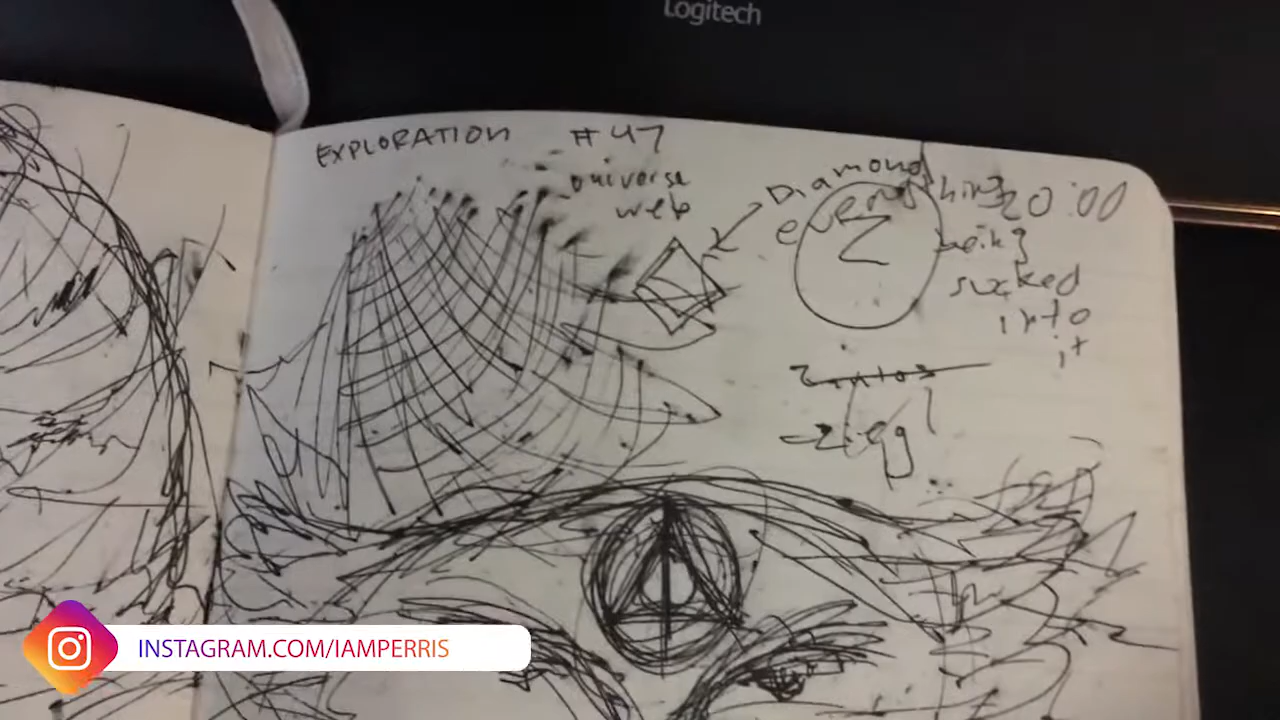 Logitech
EXPLORATION #47
universe
web
Diamond
everything
being
sucked
into
it
20:00
INSTAGRAM.COM/IAMPERRIS